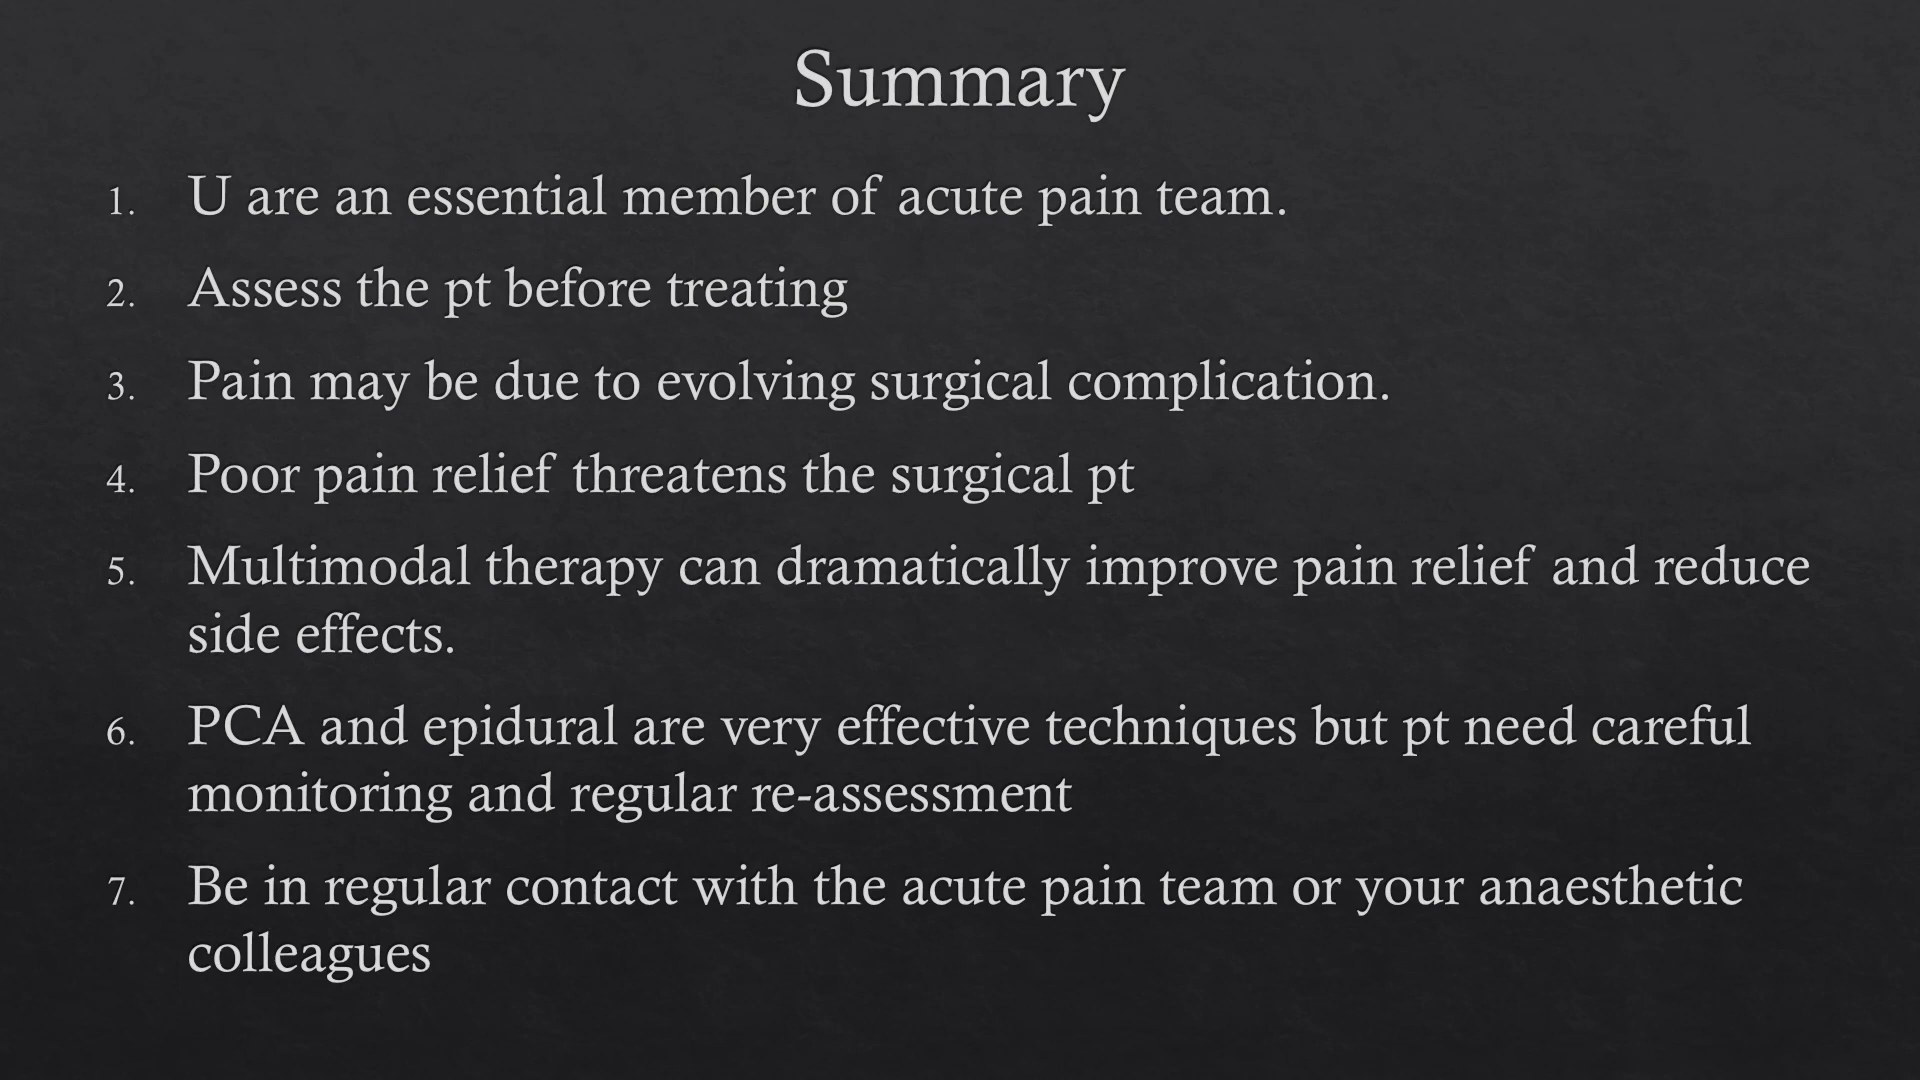 Summary
1. U are an essential member of acute pain team.
2. Assess the pt before treating
3. Pain may be due to evolving surgical complication.
4. Poor pain relief threatens the surgical pt
5. Multimodal therapy can dramatically improve pain relief and reduce
side effects.
6. PCA and epidural are very effective techniques but pt need careful
monitoring and regular re-assessment
7. Be in regular contact with the acute pain team or your anaesthetic
colleagues